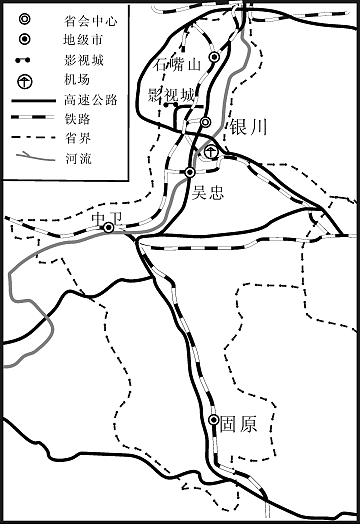 省会中心
地级市
影视城
机场
高速公路
铁路
省界
河流
石嘴山
影视城
银川
吴忠
中卫
固原